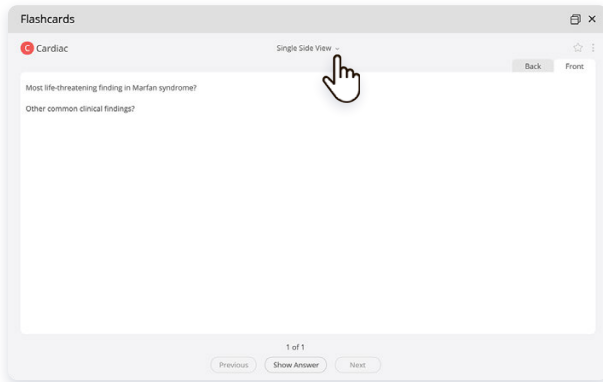 Flashcards
C Cardiac
Single Side View
Back Front
Most life-threatening finding in Marfan syndrome?
Other common clinical findings?
1 of 1
Previous Show Answer Next